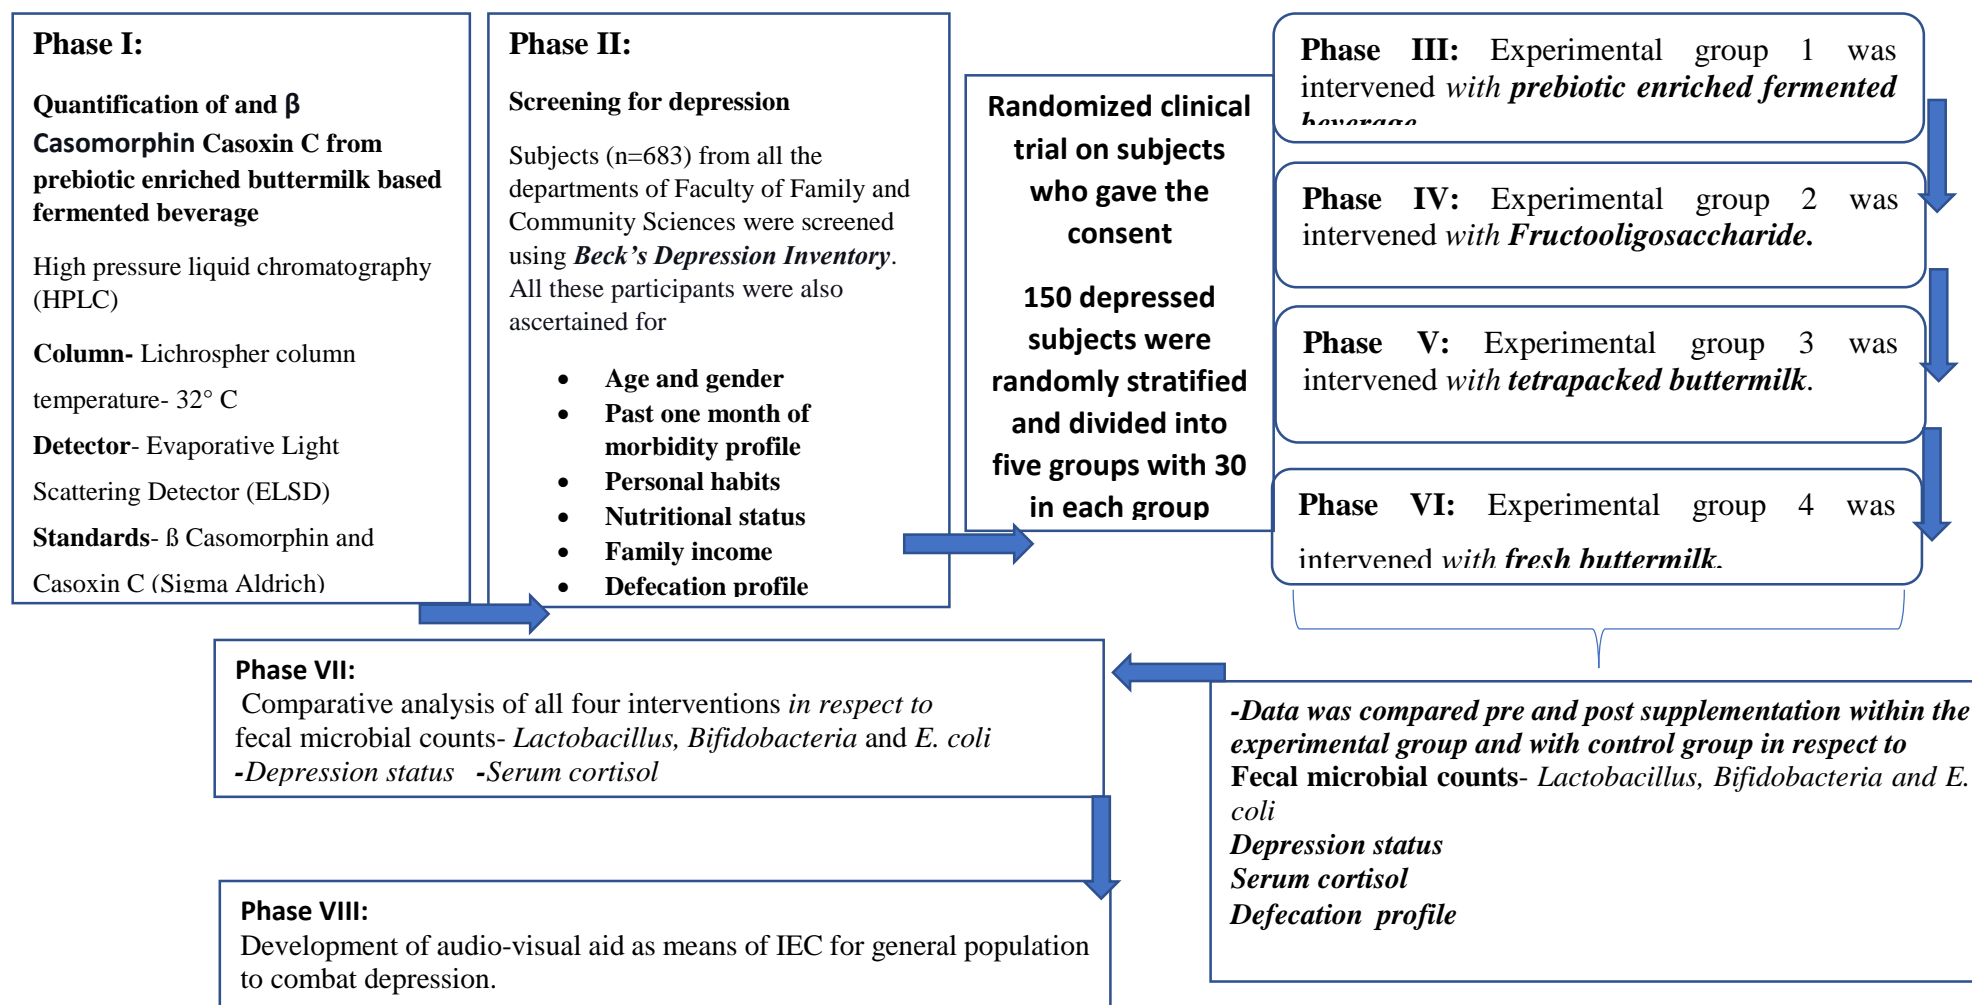 Phase I:
Quantification of and β
Casomorphin Casoxin C from
prebiotic enriched buttermilk based
fermented beverage
High pressure liquid chromatography
(HPLC)
Column- Lichrospher column
temperature- 32° C
Detector- Evaporative Light
Scattering Detector (ELSD)
Standards- ß Casomorphin and
Casoxin C (Sigma Aldrich)
Phase II:
Screening for depression
Subjects (n=683) from all the
departments of Faculty of Family and
Community Sciences were screened
using Beck’s Depression Inventory.
All these participants were also
ascertained for
• Age and gender
• Past one month of
morbidity profile
• Personal habits
• Nutritional status
• Family income
• Defecation profile
Randomized clinical
trial on subjects
who gave the
consent
150 depressed
subjects were
randomly stratified
and divided into
five groups with 30
in each group
Phase III: Experimental group 1 was
intervened with prebiotic enriched fermented
beverage
Phase IV: Experimental group 2 was
intervened with Fructooligosaccharide.
Phase V: Experimental group 3 was
intervened with tetrapacked buttermilk.
Phase VI: Experimental group 4 was
intervened with fresh buttermilk.
-Data was compared pre and post supplementation within the
experimental group and with control group in respect to
Fecal microbial counts- Lactobacillus, Bifidobacteria and E.
coli
Depression status
Serum cortisol
Defecation profile
Phase VII:
Comparative analysis of all four interventions in respect to
fecal microbial counts- Lactobacillus, Bifidobacteria and E. coli
-Depression status -Serum cortisol
Phase VIII:
Development of audio-visual aid as means of IEC for general population
to combat depression.